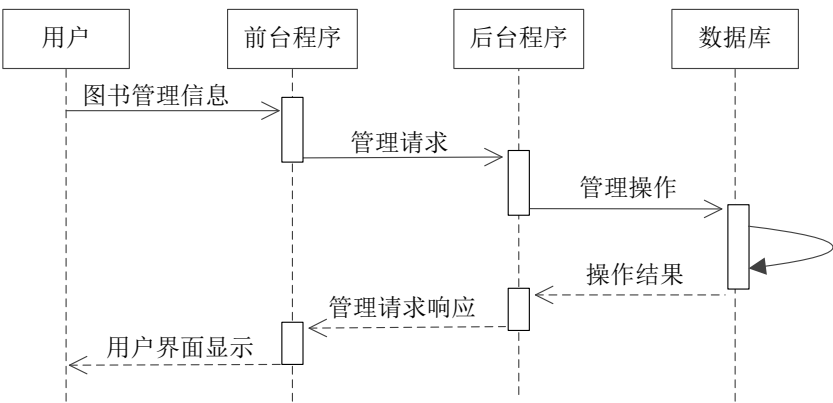 用户
前台程序
后台程序
数据库
图书管理信息
管理请求
管理操作
操作结果
管理请求响应
用户界面显示